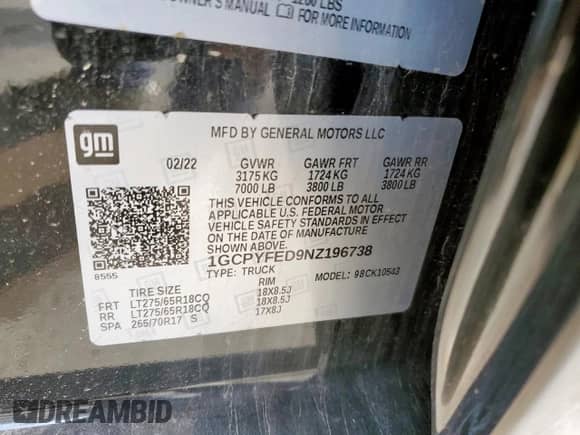 1200 LBS
OWNER'S MANUAL FOR MORE INFORMATION
gm
MFD BY GENERAL MOTORS LLC
02/22 GVWR GAWR FRT GAWR RR
3175 KG 1724 KG 1724 KG
7000 LB 3800 LB 3800 LB
THIS VEHICLE CONFORMS TO ALL
APPLICABLE U.S. FEDERAL MOTOR
VEHICLE SAFETY STANDARDS IN EFFECT
ON THE DATE OF MANUFACTURE
SHOWN ABOVE.
1GCPYFED9NZ196738
8555
TYPE: TRUCK MODEL: 98CK10543
TIRE SIZE RIM
FRT LT275/65R18CQ 18X8.5J
RR LT275/65R18CQ 18X8.5J
SPA 265/70R17 S 17X8J
DREAMBID